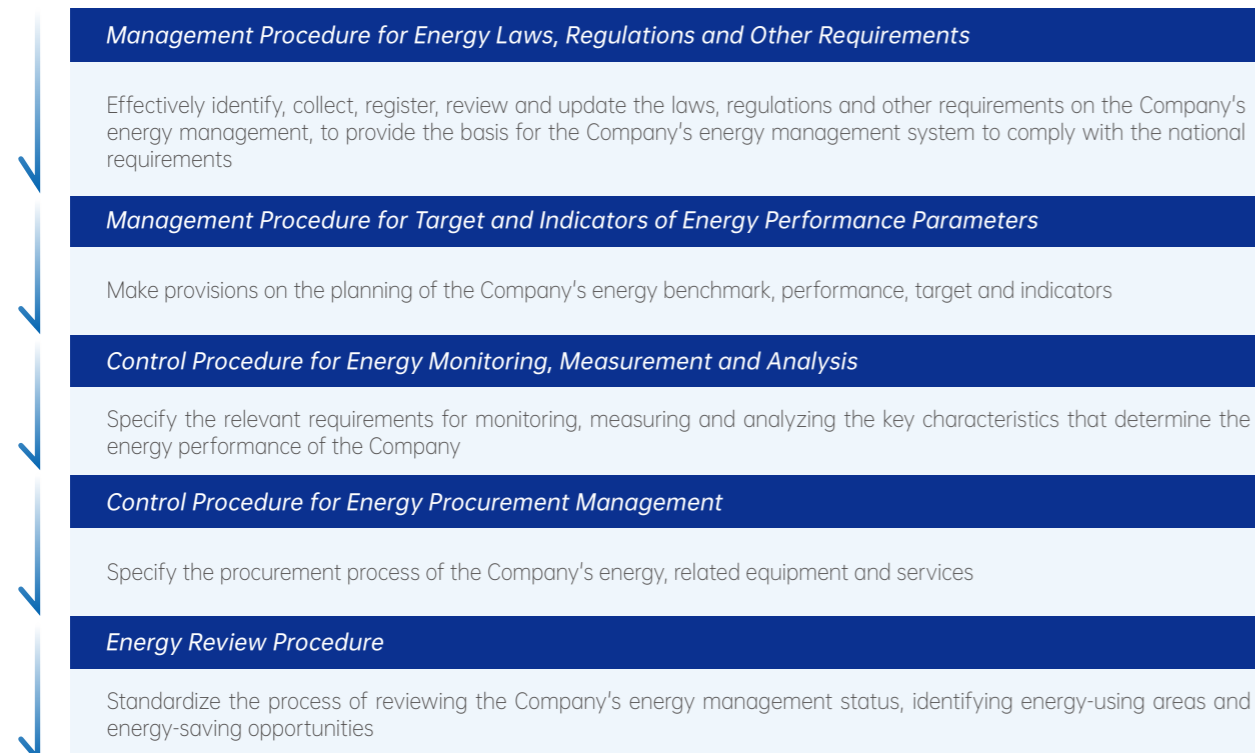 Management Procedure for Energy Laws, Regulations and Other Requirements
Effectively identify, collect, register, review and update the laws, regulations and other requirements on the Company's
energy management, to provide the basis for the Company's energy management system to comply with the national
requirements
Management Procedure for Target and Indicators of Energy Performance Parameters
Make provisions on the planning of the Company's energy benchmark, performance, target and indicators
Control Procedure for Energy Monitoring, Measurement and Analysis
Specify the relevant requirements for monitoring, measuring and analyzing the key characteristics that determine the
energy performance of the Company
Control Procedure for Energy Procurement Management
Specify the procurement process of the Company's energy, related equipment and services
Energy Review Procedure
Standardize the process of reviewing the Company's energy management status, identifying energy-using areas and
energy-saving opportunities